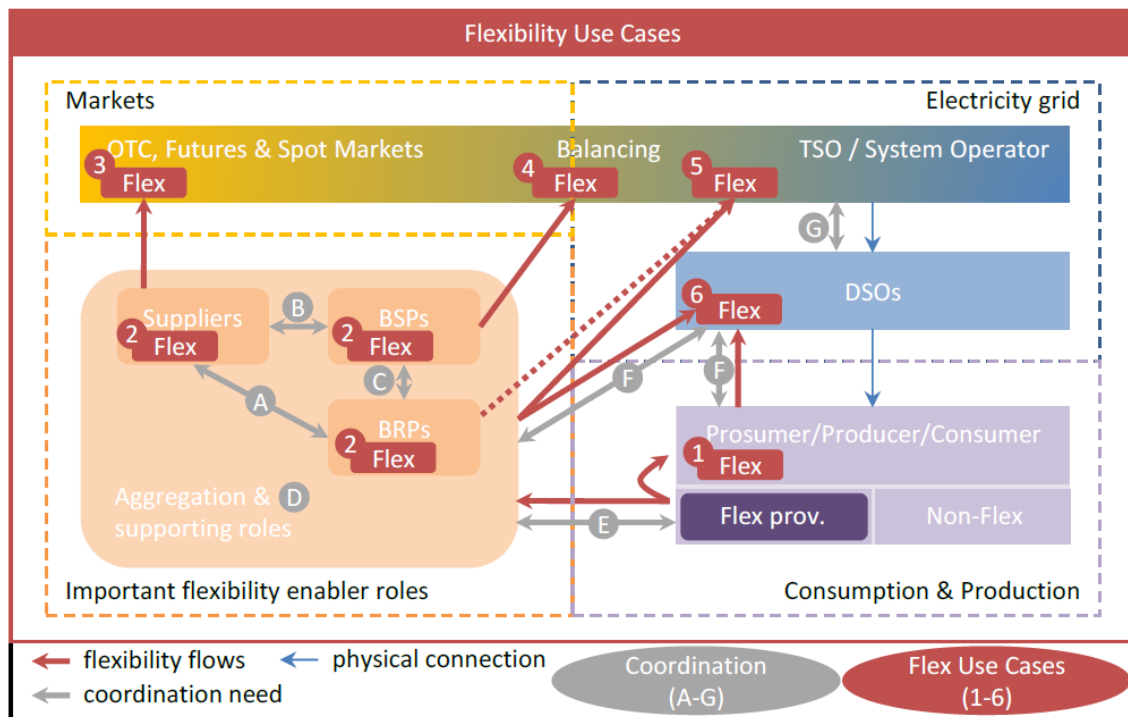 Flexibility Use Cases
Markets
Electricity grid
OTC, Futures & Spot Markets
Balancing
TSO / System Operator
3
Flex
4
Flex
5
Flex
G
Suppliers
2
Flex
B
BSPs
2
Flex
6
Flex
DSOs
C
A
F
F
BRPs
2
Flex
Prosumer/Producer/Consumer
1
Flex
Aggregation & D
supporting roles
E
Flex prov.
Non-Flex
Important flexibility enabler roles
Consumption & Production
flexibility flows
physical connection
coordination need
Coordination
(A-G)
Flex Use Cases
(1-6)